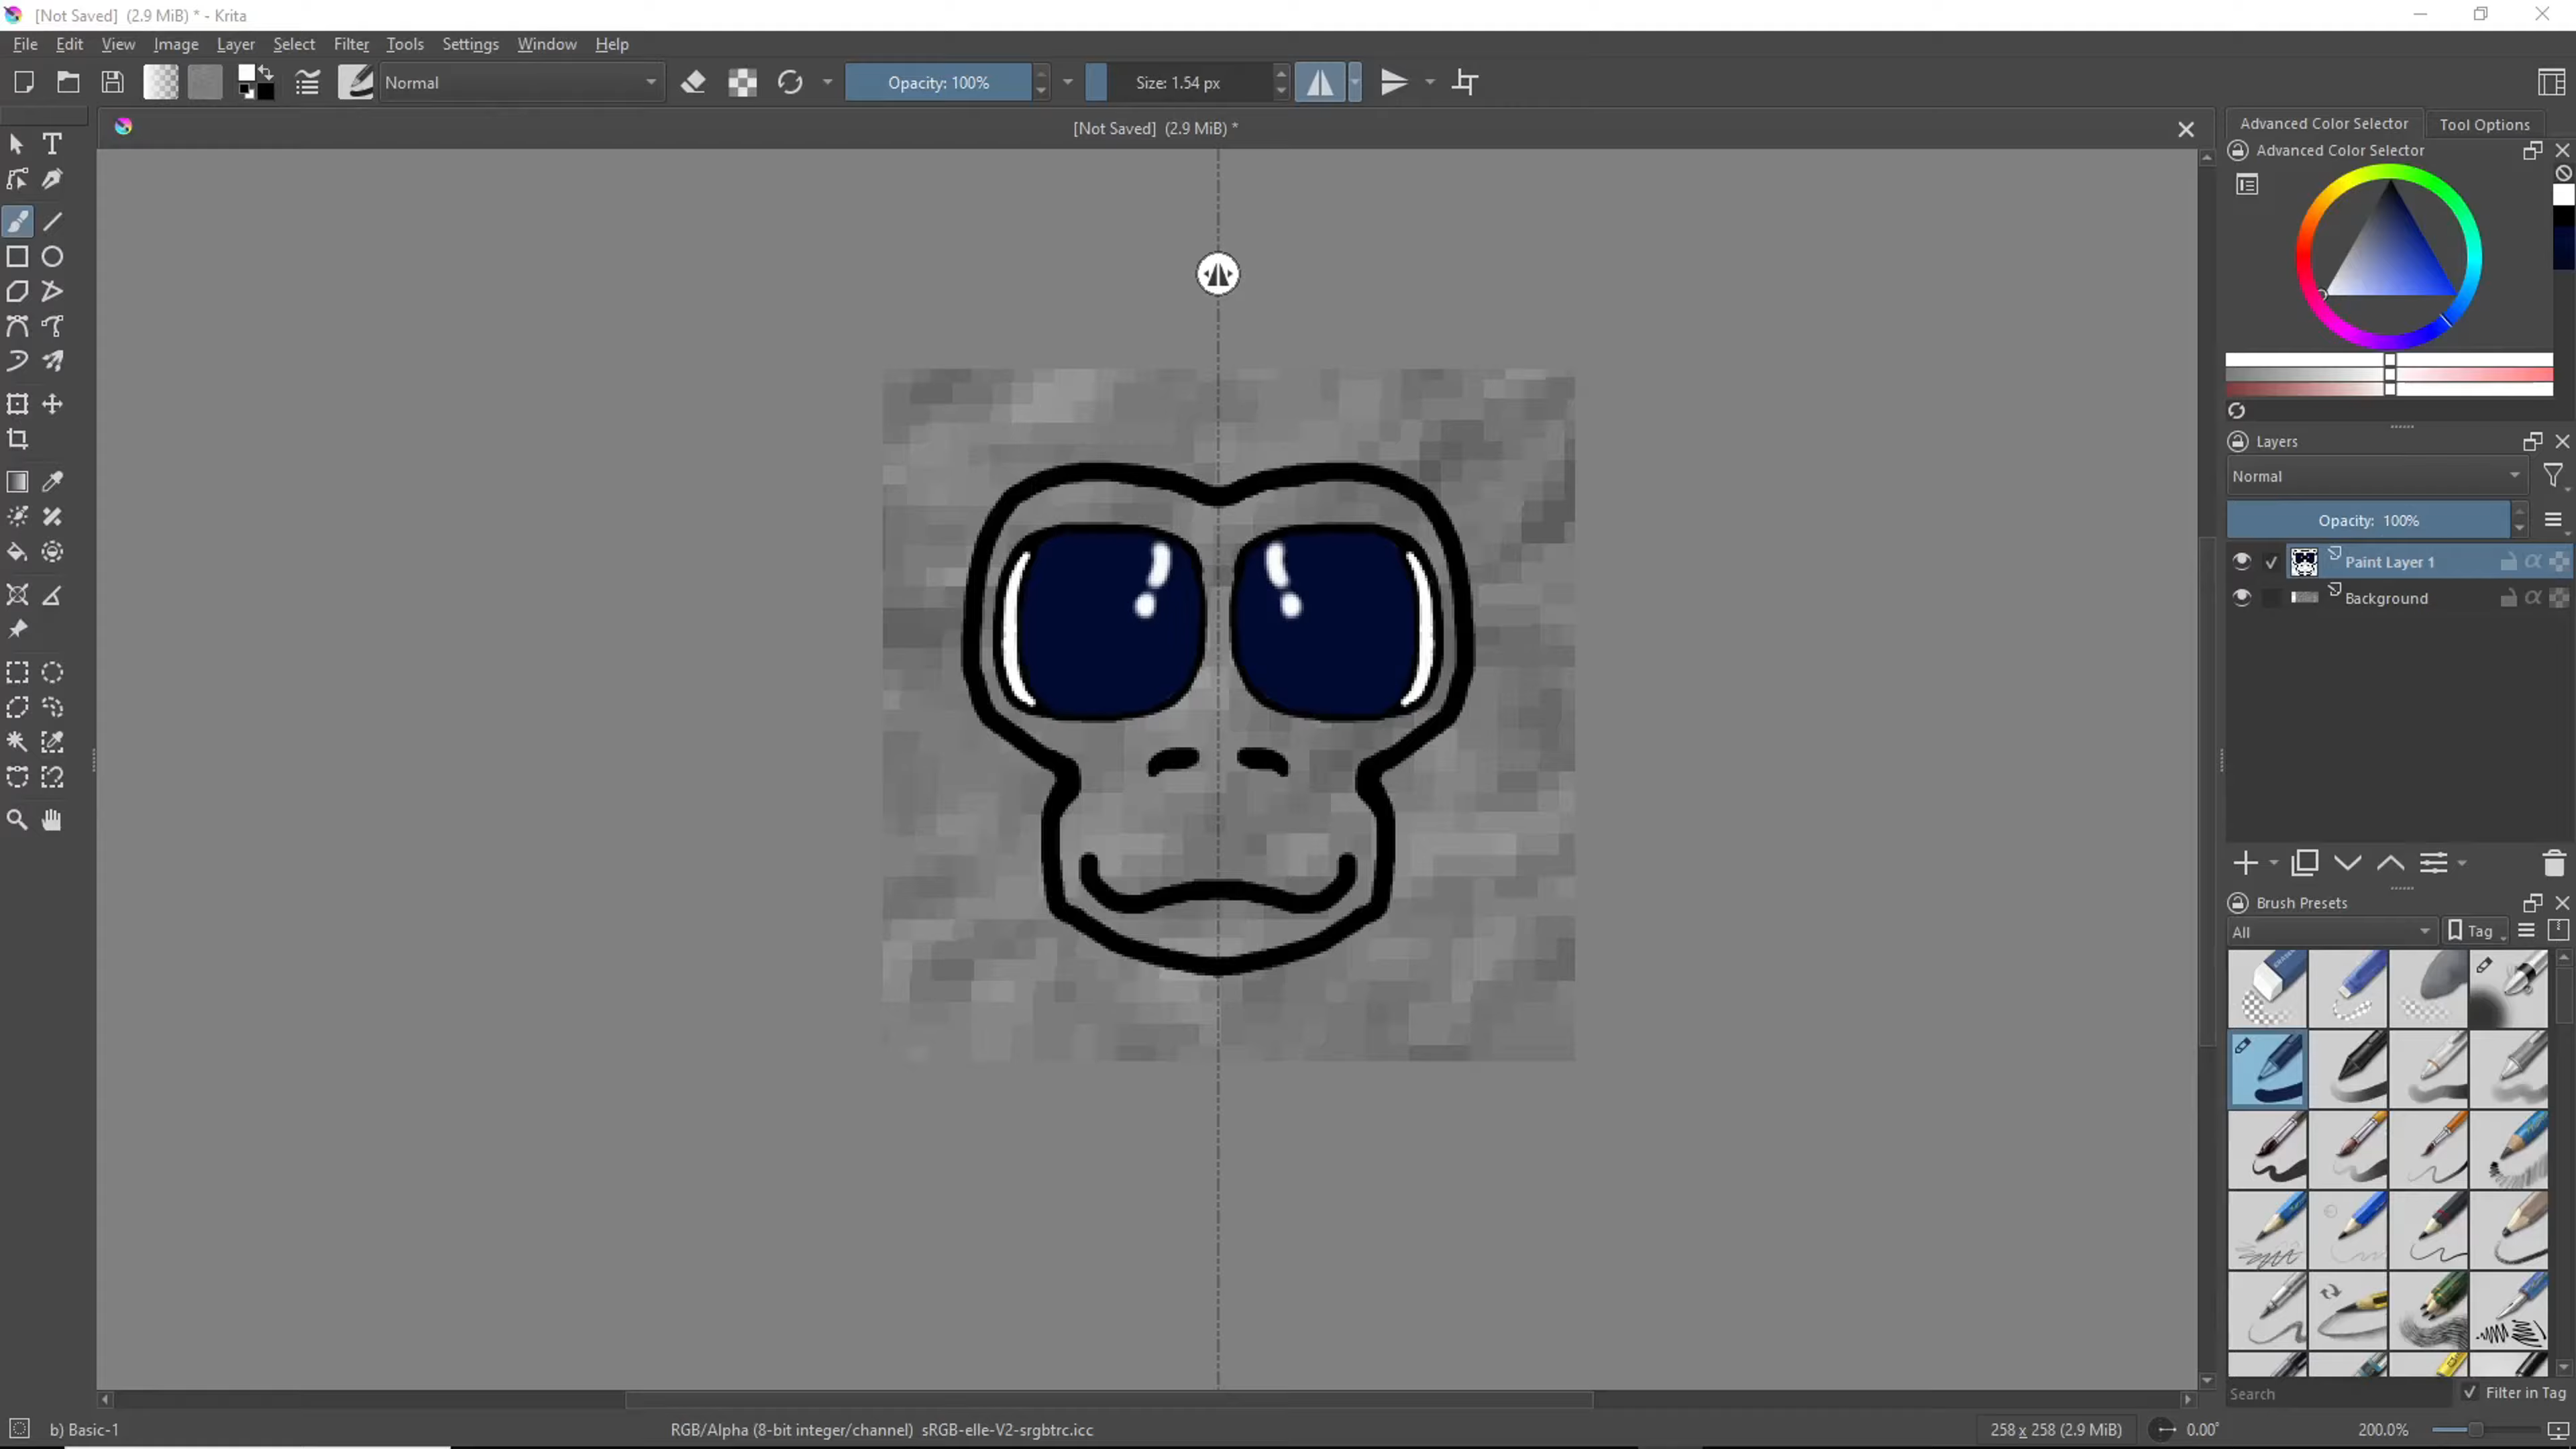 [Not Saved] (2.9 MiB) * - Krita
File Edit View Image Layer Select Filter Tools Settings Window Help
Normal Opacity: 100% Size: 1.54 px
[Not Saved] (2.9 MiB) *
Advanced Color Selector Tool Options
Advanced Color Selector
Layers
Normal
Opacity: 100%
Paint Layer 1
Background
Brush Presets
All Tag
Search Filter in Tag
b) Basic-1 RGB/Alpha (8-bit integer/channel) sRGB-elle-V2-srgbtrc.icc 258 x 258 (2.9 MiB) 0.00° 200.0%